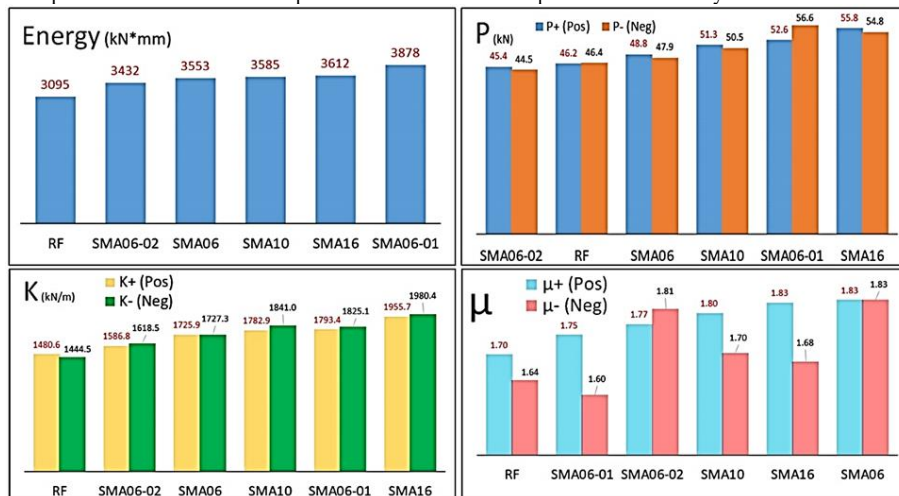 Energy (kN*mm)
3095 3432 3553 3585 3612 3878
RF SMA06-02 SMA06 SMA10 SMA16 SMA06-01
P(kN)
P+ (Pos) P- (Neg)
45.4 44.5 46.2 46.4 48.8 47.9 51.3 50.5 52.6 56.6 55.8 54.8
SMA06-02 RF SMA06 SMA10 SMA06-01 SMA16
K(kN/m)
K+ (Pos)
K- (Neg)
1480.6 1444.5 1586.8 1618.5 1725.9 1727.3 1782.9 1841.0 1793.4 1825.1 1955.7 1980.4
RF SMA06-02 SMA06 SMA10 SMA06-01 SMA16
μ
μ+ (Pos)
μ- (Neg)
1.70 1.64 1.75 1.60 1.77 1.81 1.80 1.70 1.83 1.68 1.83 1.83
RF SMA06-01 SMA06-02 SMA10 SMA16 SMA06